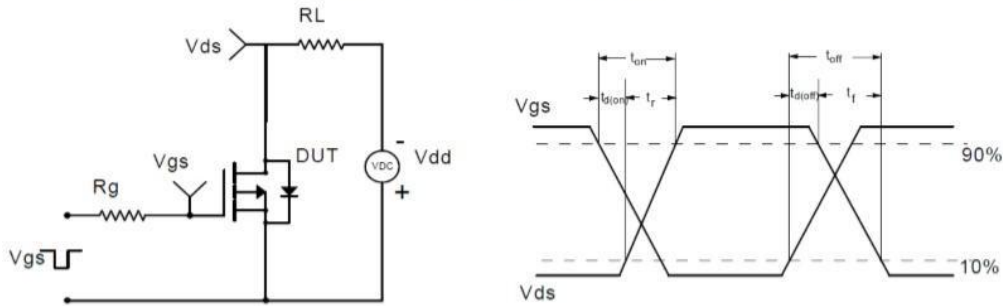 RL
Vds
Vgs
DUT
Rg
VDC
-
Vdd
+
Vgs
ton
toff
td(on)
tr
td(off)
tf
Vgs
90%
10%
Vds